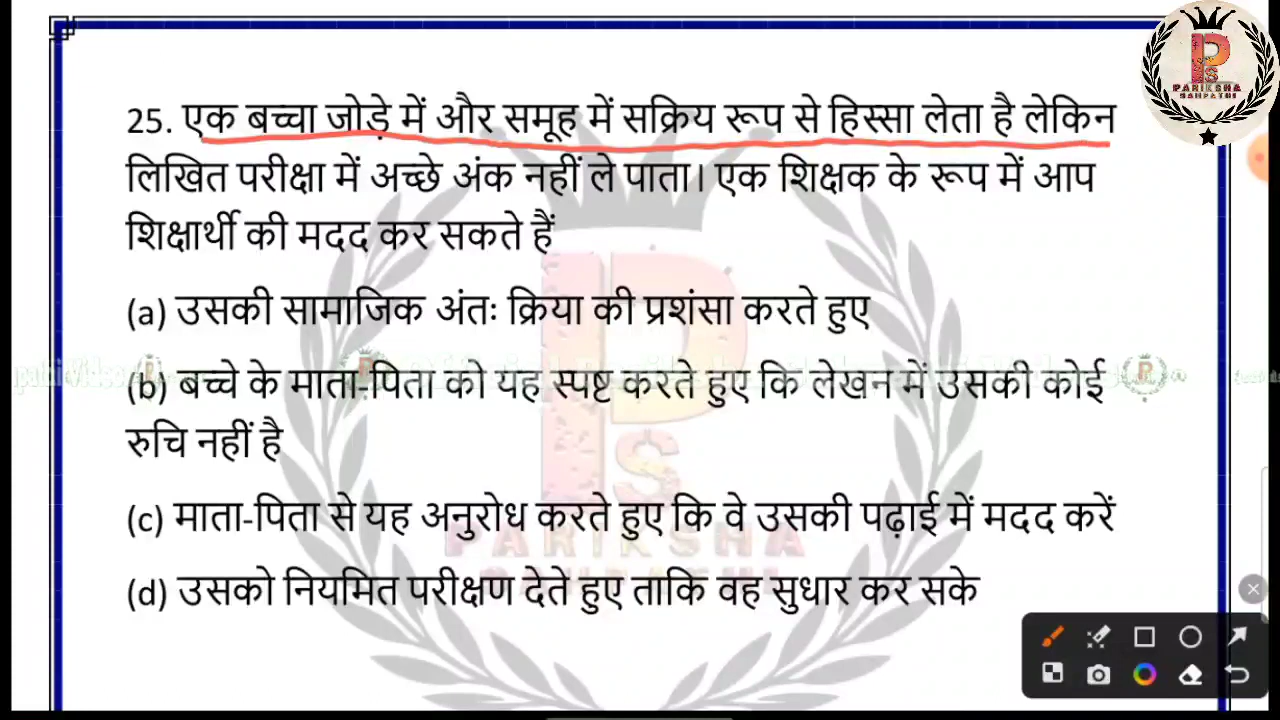 PARIKSHA
SANPATHI
25. एक बच्चा जोड़े में और समूह में सक्रिय रूप से हिस्सा लेता है लेकिन
लिखित परीक्षा में अच्छे अंक नहीं ले पाता। एक शिक्षक के रूप में आप
शिक्षार्थी की मदद कर सकते हैं
(a) उसकी सामाजिक अंतः क्रिया की प्रशंसा करते हुए
(b) बच्चे के माता-पिता को यह स्पष्ट करते हुए कि लेखन में उसकी कोई
रुचि नहीं है
(c) माता-पिता से यह अनुरोध करते हुए कि वे उसकी पढ़ाई में मदद करें
PARIKSHA
(d) उसको नियमित परीक्षण देते हुए ताकि वह सुधार कर सके